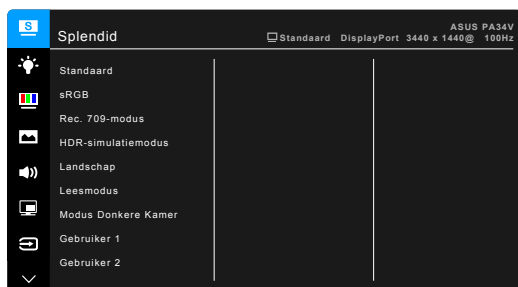 S
Splendid
Standaard DisplayPort 3440 x 1440@ 100Hz
ASUS PA34V
Standaard
sRGB
Rec. 709-modus
HDR-simulatiemodus
Landschap
Leesmodus
Modus Donkere Kamer
Gebruiker 1
Gebruiker 2